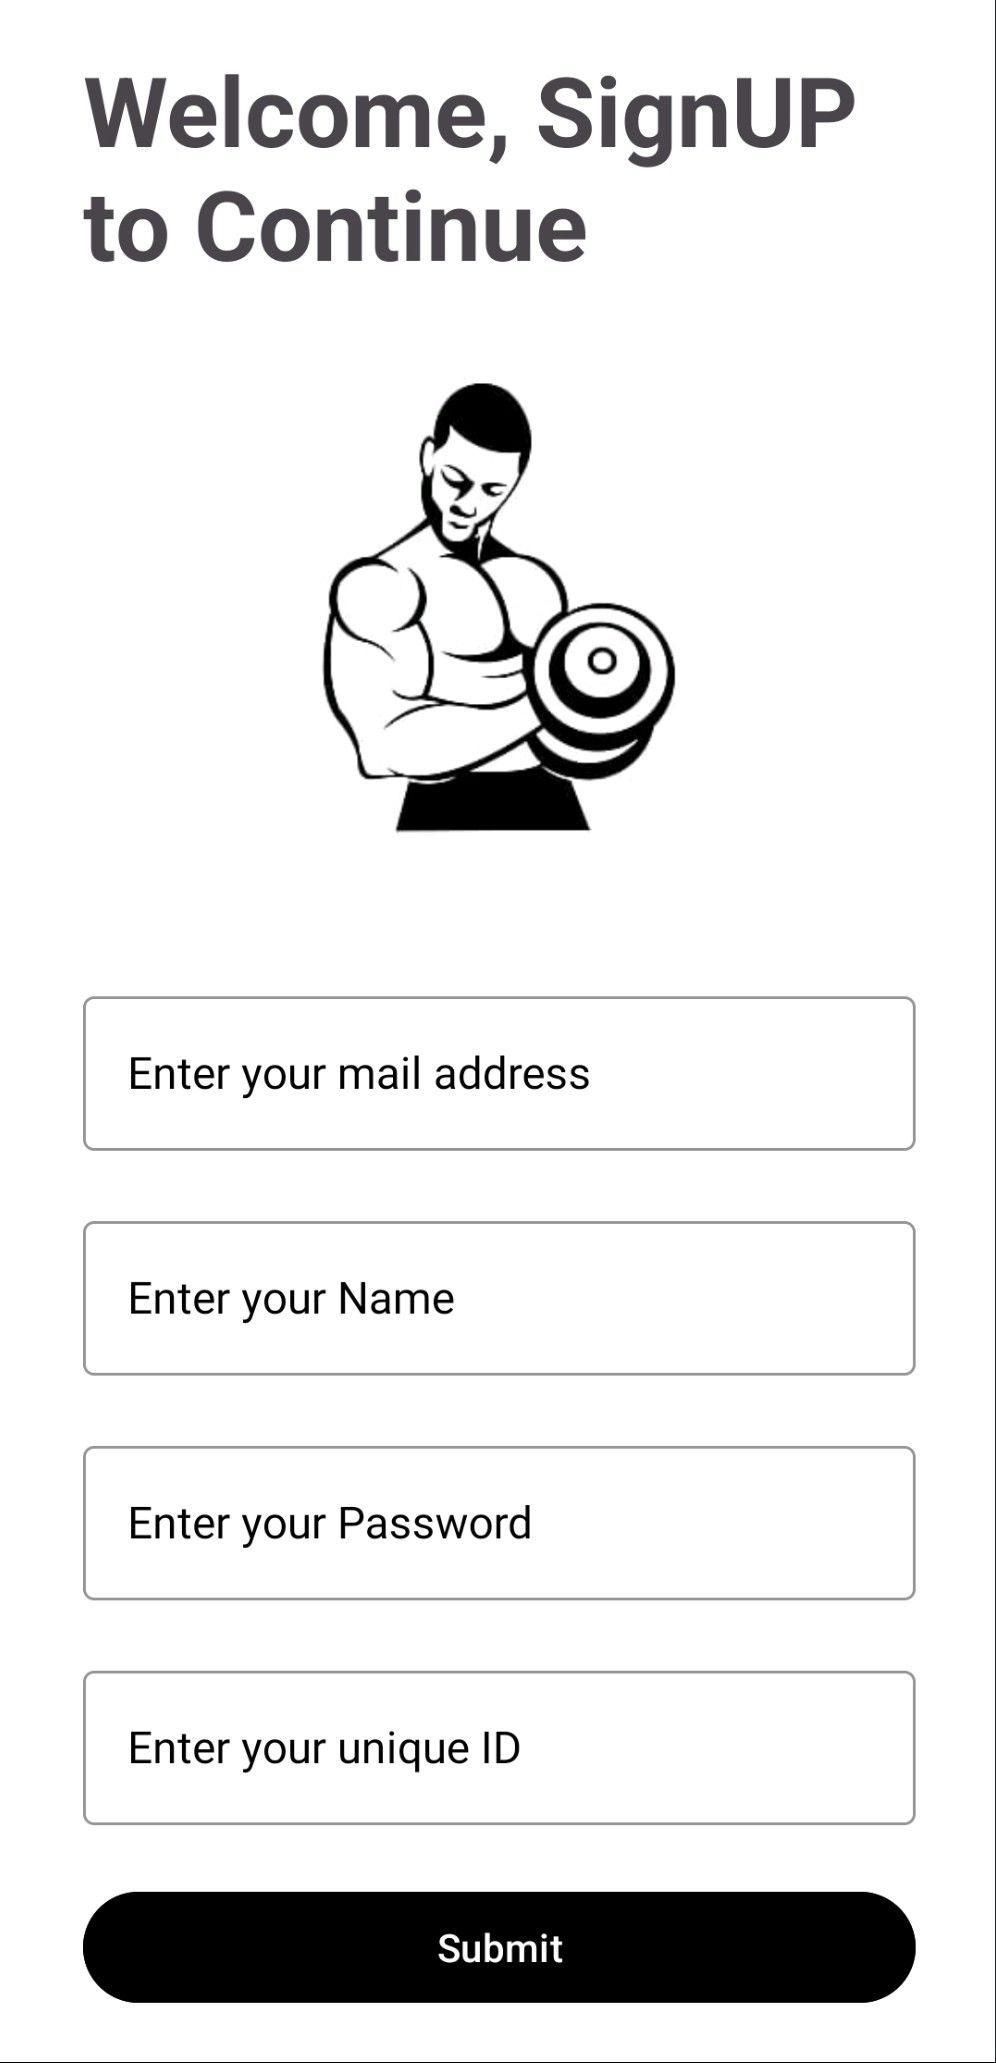 Welcome, SignUP
to Continue
Enter your mail address
Enter your Name
Enter your Password
Enter your unique ID
Submit